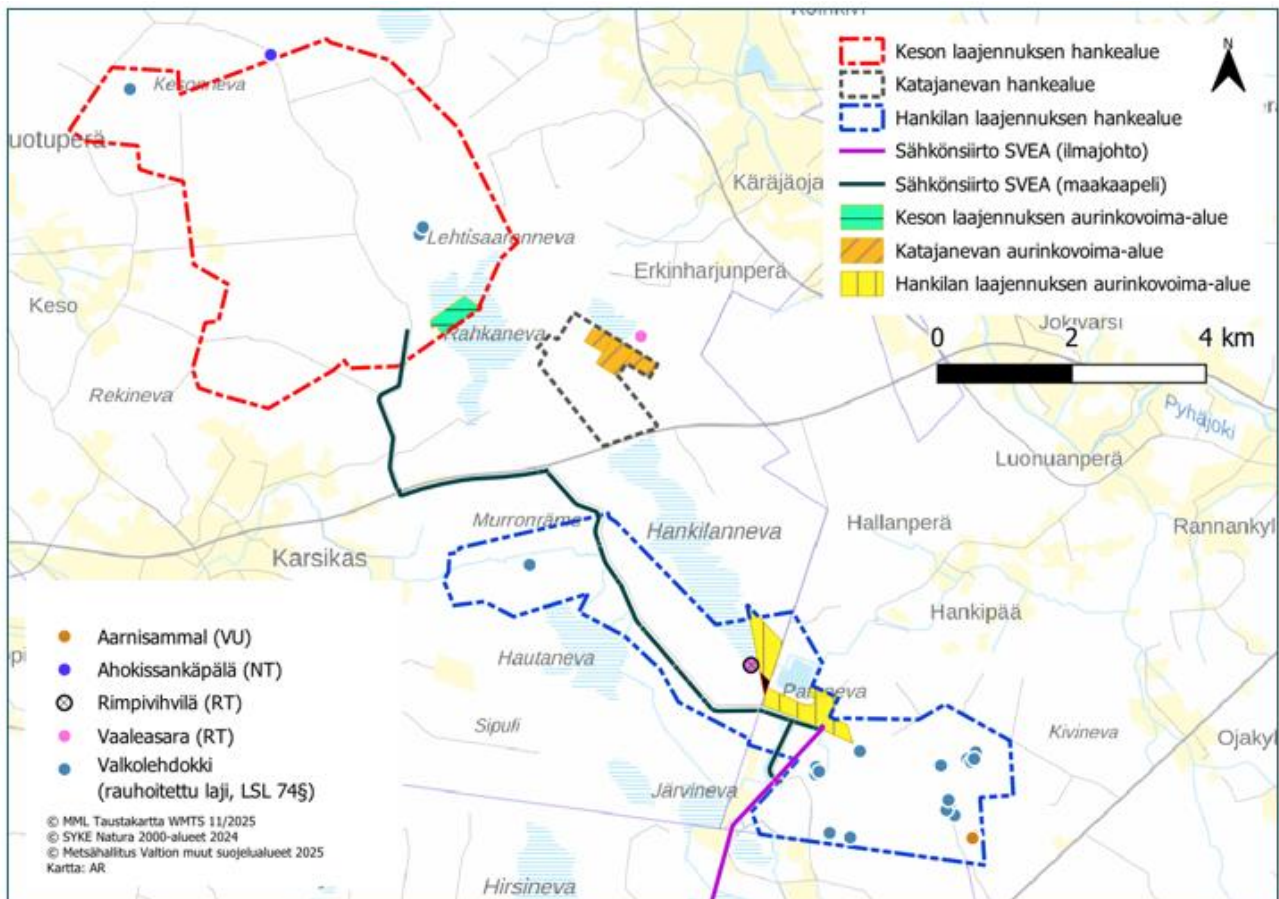 Kesonneva
uotuperä
Käräjäoja
Lehtisaaranneva
Erkinharjunperä
Keso
Rahkaneva
Rekineva
Jokivarsi
Pyhäjoki
Luonuanperä
Murronräme
Hankilanneva
Hallanperä
Rannankyl
Karsikas
Hankipää
Hautaneva
Sipuli
Kivineva
Ojakyl
Järvineva
Hirsineva
N
Keson laajennuksen hankealue
Katajanevan hankealue
Hankilan laajennuksen hankealue
Sähkönsiirto SVEA (ilmajohto)
Sähkönsiirto SVEA (maakaapeli)
Keson laajennuksen aurinkovoima-alue
Katajanevan aurinkovoima-alue
Hankilan laajennuksen aurinkovoima-alue
0 2 4 km
Aarnisammal (VU)
Ahokissankäpälä (NT)
Rimpivihvilä (RT)
Vaaleasara (RT)
Valkolehdokki
(rauhoitettu laji, LSL 74§)
© MML Taustakartta WMTS 11/2025
© SYKE Natura 2000-alueet 2024
© Metsähallitus Valtion muut suojelualueet 2025
Kartta: AR